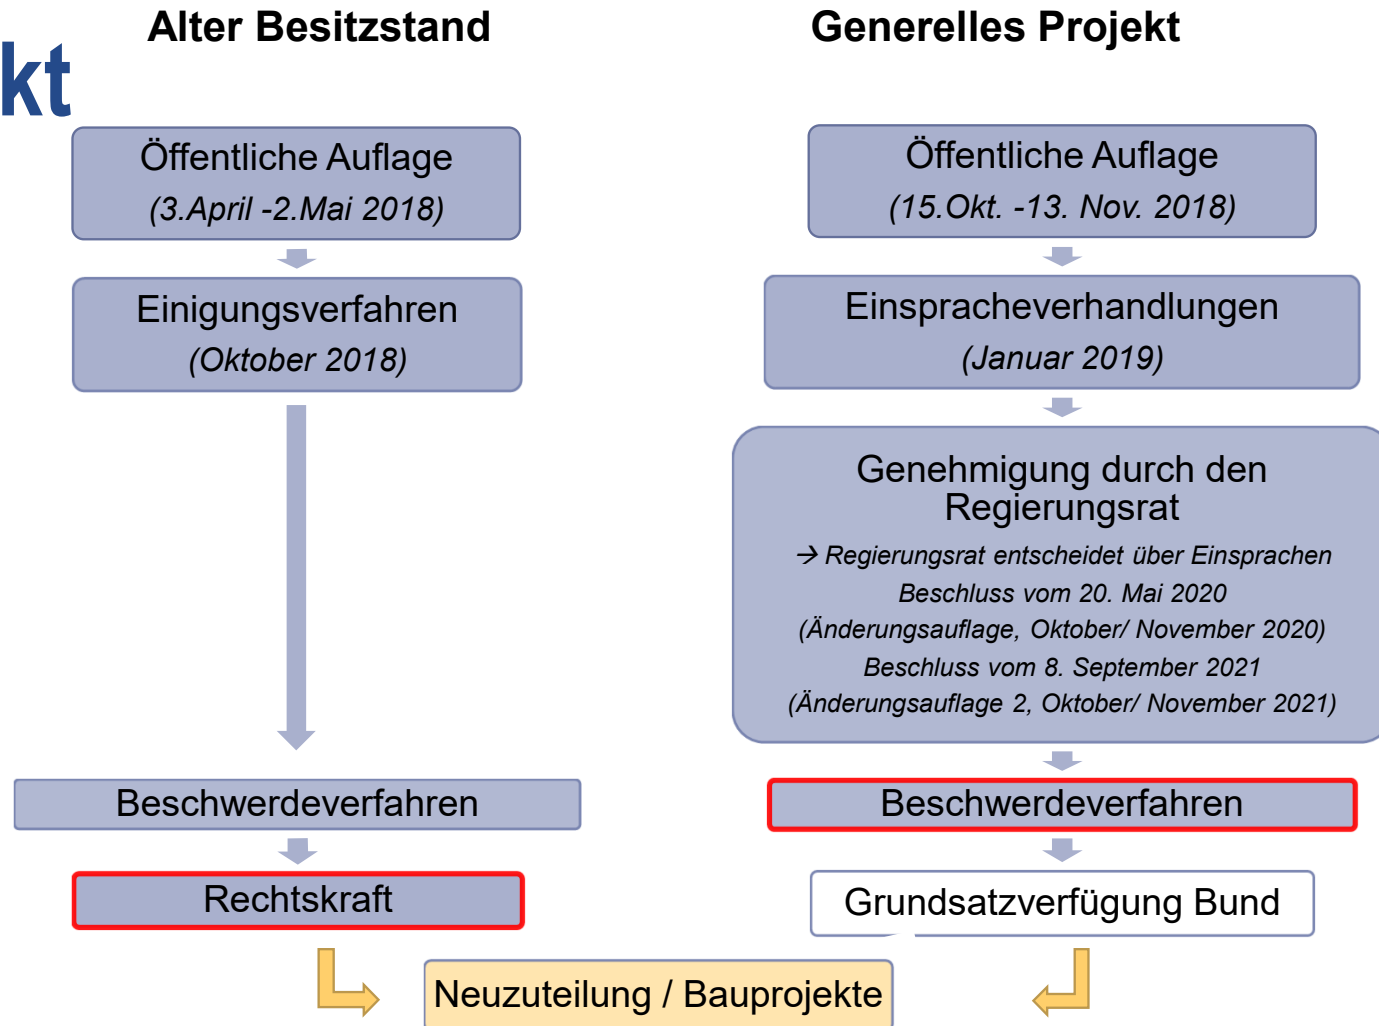 Alter Besitzstand
Generelles Projekt
kt
Öffentliche Auflage
(3.April -2.Mai 2018)
Einigungsverfahren
(Oktober 2018)
Beschwerdeverfahren
Rechtskraft
Öffentliche Auflage
(15.Okt. -13. Nov. 2018)
Einspracheverhandlungen
(Januar 2019)
Genehmigung durch den
Regierungsrat
→ Regierungsrat entscheidet über Einsprachen
Beschluss vom 20. Mai 2020
(Änderungsauflage, Oktober/ November 2020)
Beschluss vom 8. September 2021
(Änderungsauflage 2, Oktober/ November 2021)
Beschwerdeverfahren
Grundsatzverfügung Bund
Neuzuteilung / Bauprojekte